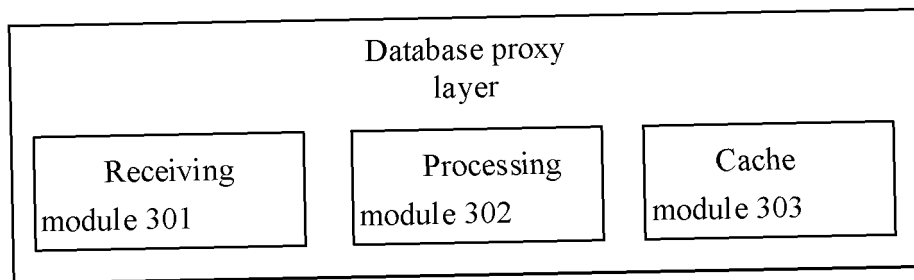 Database proxy
layer
Receiving
module 301
Processing
module 302
Cache
module 303